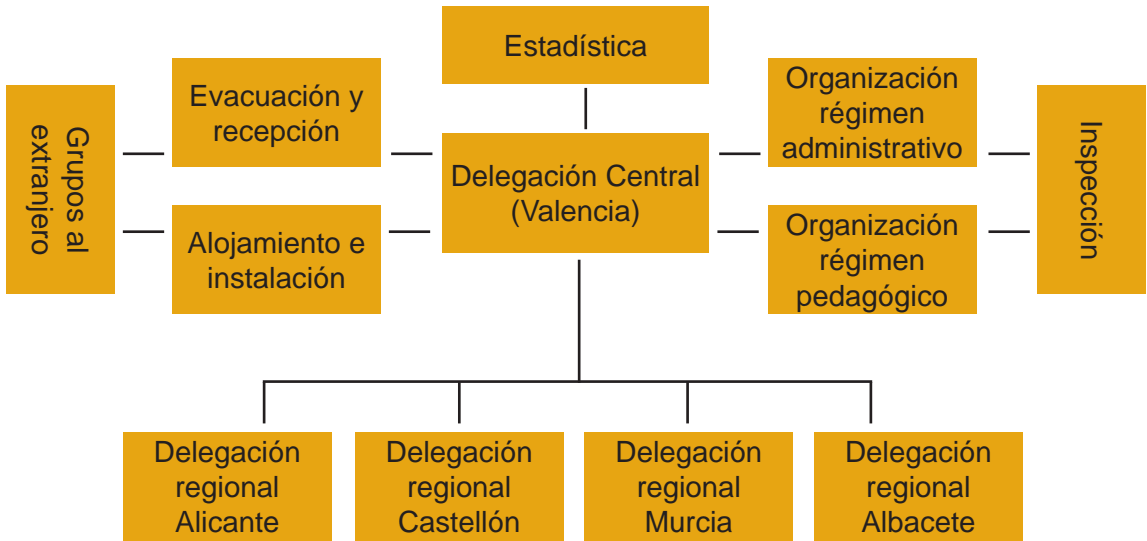 Estadística
Grupos al
extranjero
Evacuación y
recepción
Alojamiento e
instalación
Delegación Central
(Valencia)
Organización
régimen
administrativo
Organización
régimen
pedagógico
Inspección
Delegación
regional
Alicante
Delegación
regional
Castellón
Delegación
regional
Murcia
Delegación
regional
Albacete